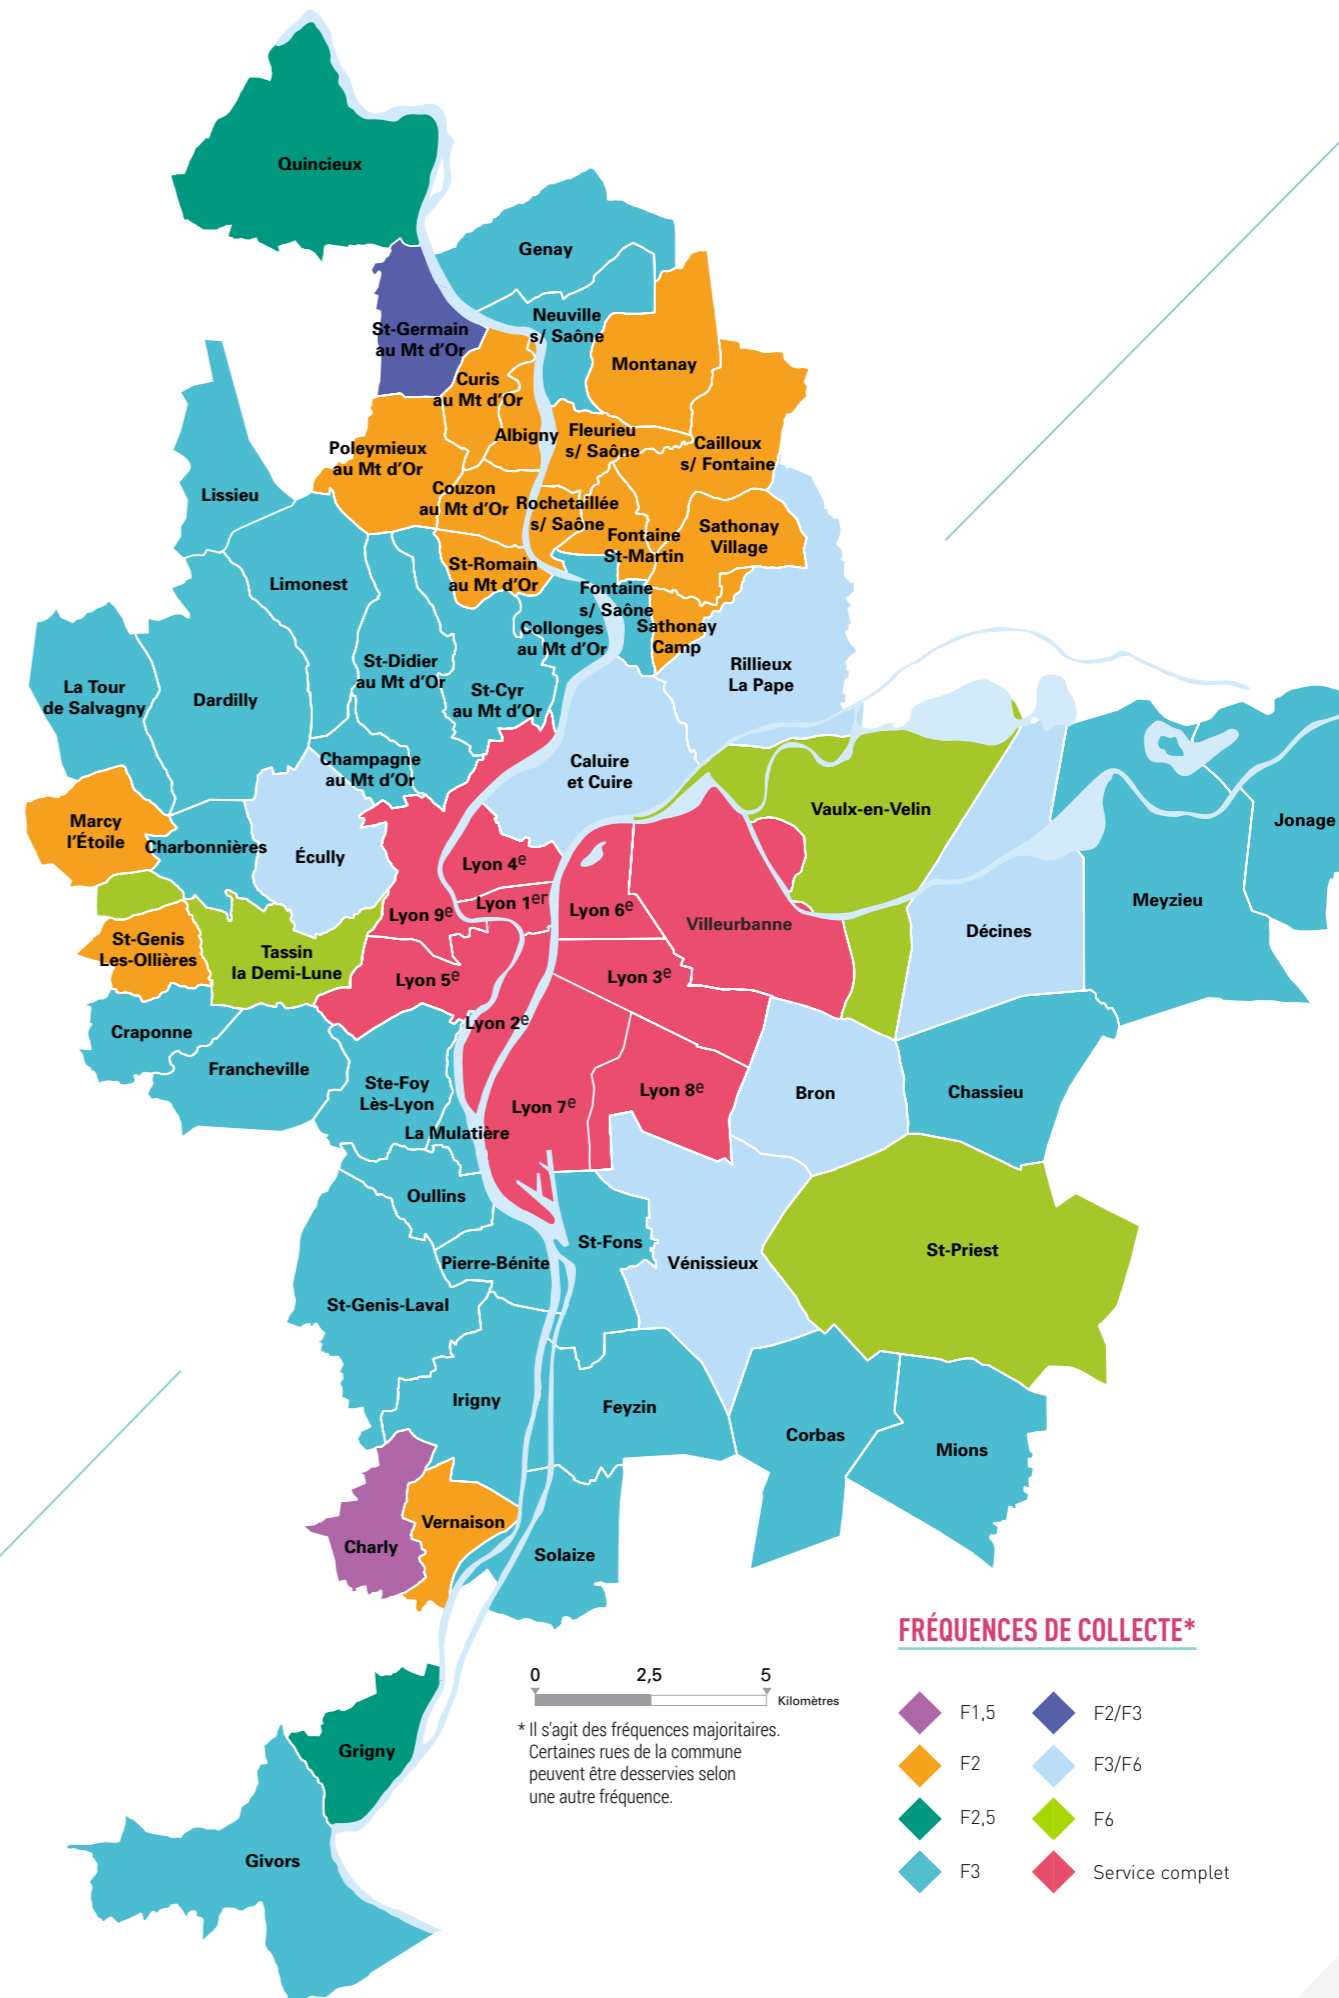 Quincieux
Genay
St-Germain
au Mt d'Or
Neuville
s/ Saône
Montanay
Curis
au Mt d'Or
Albigny
Fleurieu
s/ Saône
Cailloux
s/ Fontaine
Poleymieux
au Mt d'Or
Lissieu
Couzon
au Mt d'Or
Rochetaillée
s/ Saône
Fontaine
St-Martin
Sathonay
Village
St-Romain
au Mt d'Or
Limonest
Fontaine
s/ Saône
Collonges
au Mt d'Or
Sathonay
Camp
St-Didier
au Mt d'Or
Rillieux
La Pape
La Tour
de Salvagny
Dardilly
St-Cyr
au Mt d'Or
Champagne
au Mt d'Or
Caluire
et Cuire
Marcy
l'Étoile
Charbonnières
Écully
Vaulx-en-Velin
Jonage
Lyon 4e
Lyon 1er
Lyon 9e
Lyon 6e
Villeurbanne
Meyzieu
Décines
St-Genis
Les-Ollières
Tassin
la Demi-Lune
Lyon 5e
Lyon 3e
Craponne
Lyon 2e
Francheville
Ste-Foy
Lès-Lyon
Lyon 7e
Lyon 8e
Bron
Chassieu
La Mulatière
Oullins
St-Fons
Pierre-Bénite
Vénissieux
St-Priest
St-Genis-Laval
Irigny
Feyzin
Corbas
Mions
Vernaison
Charly
Solaize
Grigny
Givors
0 2,5 5
Kilomètres
* Il s'agit des fréquences majoritaires.
Certaines rues de la commune
peuvent être desservies selon
une autre fréquence.
FRÉQUENCES DE COLLECTE*
F1,5
F2
F2,5
F3
F2/F3
F3/F6
F6
Service complet